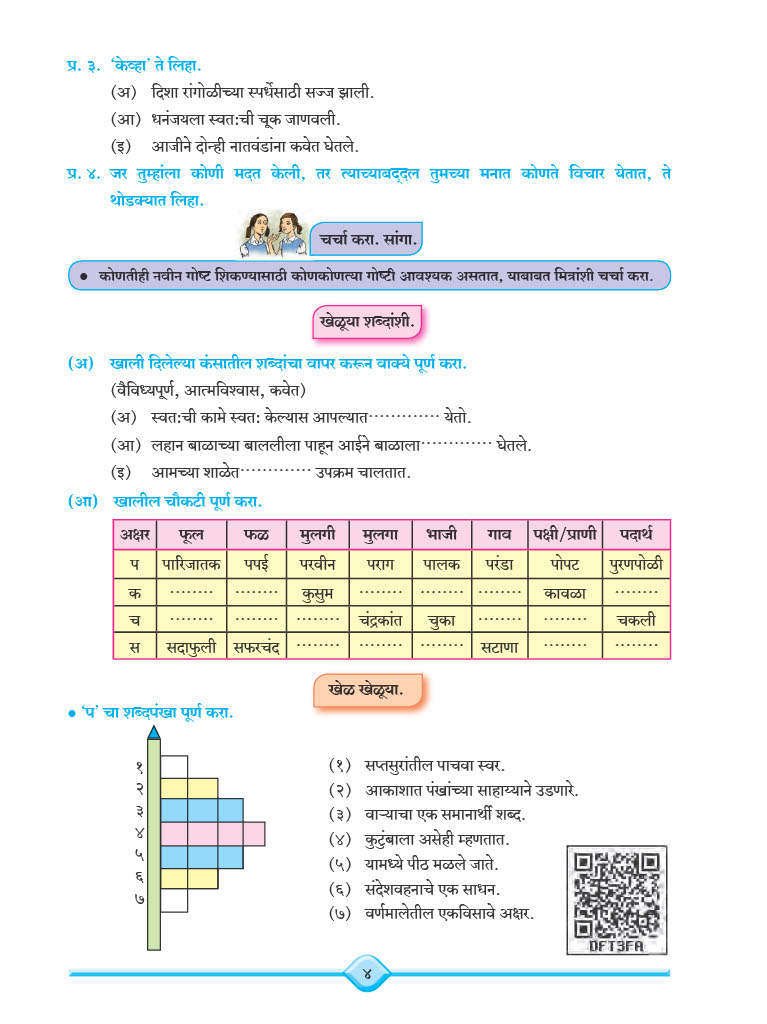 प्र. ३. ‘केव्हा’ ते लिहा.
(अ) दिशा रांगोळीच्या स्पर्धेसाठी सज्ज झाली.
(आ) धनंजयला स्वत:ची चूक जाणवली.
(इ) आजीने दोन्ही नातवंडांना कवेत घेतले.
प्र. ४. जर तुम्हांला कोणी मदत केली, तर त्याच्याबद्दल तुमच्या मनात कोणते विचार येतात, ते
थोडक्यात लिहा.
चर्चा करा. सांगा.
● कोणतीही नवीन गोष्ट शिकण्यासाठी कोणकोणत्या गोष्टी आवश्यक असतात, याबाबत मित्रांशी चर्चा करा.
खेळूया शब्दांशी.
(अ) खाली दिलेल्या कंसातील शब्दांचा वापर करून वाक्ये पूर्ण करा.
(वैविध्यपूर्ण, आत्मविश्वास, कवेत)
(अ) स्वत:ची कामे स्वत: केल्यास आपल्यात············· येतो.
(आ) लहान बाळाच्या बाललीला पाहून आईने बाळाला············· घेतले.
(इ) आमच्या शाळेत············· उपक्रम चालतात.
(आ) खालील चौकटी पूर्ण करा.
अक्षर फूल फळ मुलगी मुलगा भाजी गाव पक्षी/प्राणी पदार्थ
प पारिजातक पपई परवीन पराग पालक परंडा पोपट पुरणपोळी
क ········ ········ कुसुम ········ ········ ········ कावळा ········
च ········ ········ ········ चंद्रकांत चुका ········ ········ चकली
स सदाफुली सफरचंद ········ ········ ········ सटाणा ········ ········
खेळ खेळूया.
● ‘प’ चा शब्दपंखा पूर्ण करा.
१
२
३
४
५
६
७
(१) सप्तसुरांतील पाचवा स्वर.
(२) आकाशात पंखांच्या साहाय्याने उडणारे.
(३) वाऱ्याचा एक समानार्थी शब्द.
(४) कुटुंबाला असेही म्हणतात.
(५) यामध्ये पीठ मळले जाते.
(६) संदेशवहनाचे एक साधन.
(७) वर्णमालेतील एकविसावे अक्षर.
DFT3FA
४